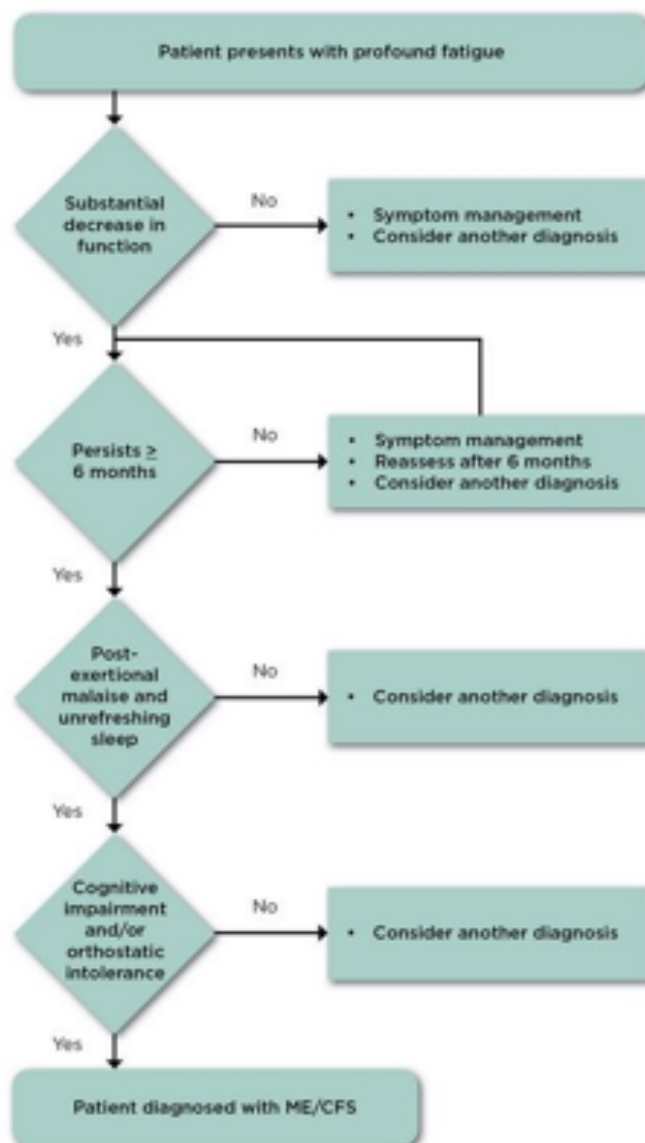 Patient presents with profound fatigue
Substantial
decrease in
function
No
• Symptom management
• Consider another diagnosis
Yes
Persists ≥
6 months
No
• Symptom management
• Reassess after 6 months
• Consider another diagnosis
Yes
Post-
exertional
malaise and
unrefreshing
sleep
No
• Consider another diagnosis
Yes
Cognitive
impairment
and/or
orthostatic
intolerance
No
• Consider another diagnosis
Yes
Patient diagnosed with ME/CFS